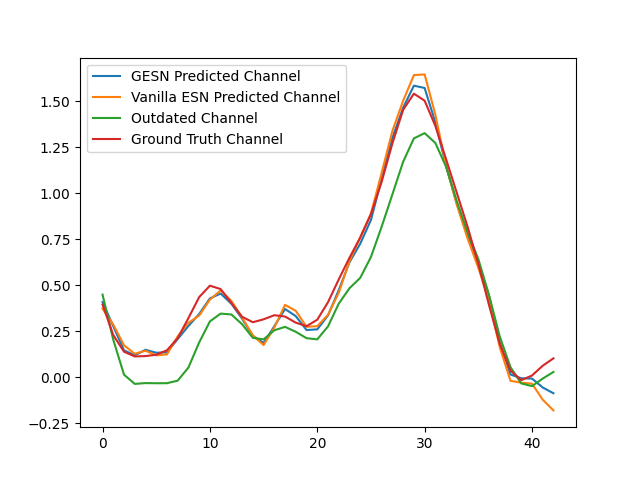 GESN Predicted Channel
Vanilla ESN Predicted Channel
Outdated Channel
Ground Truth Channel
1.50
1.25
1.00
0.75
0.50
0.25
0.00
−0.25
0 10 20 30 40